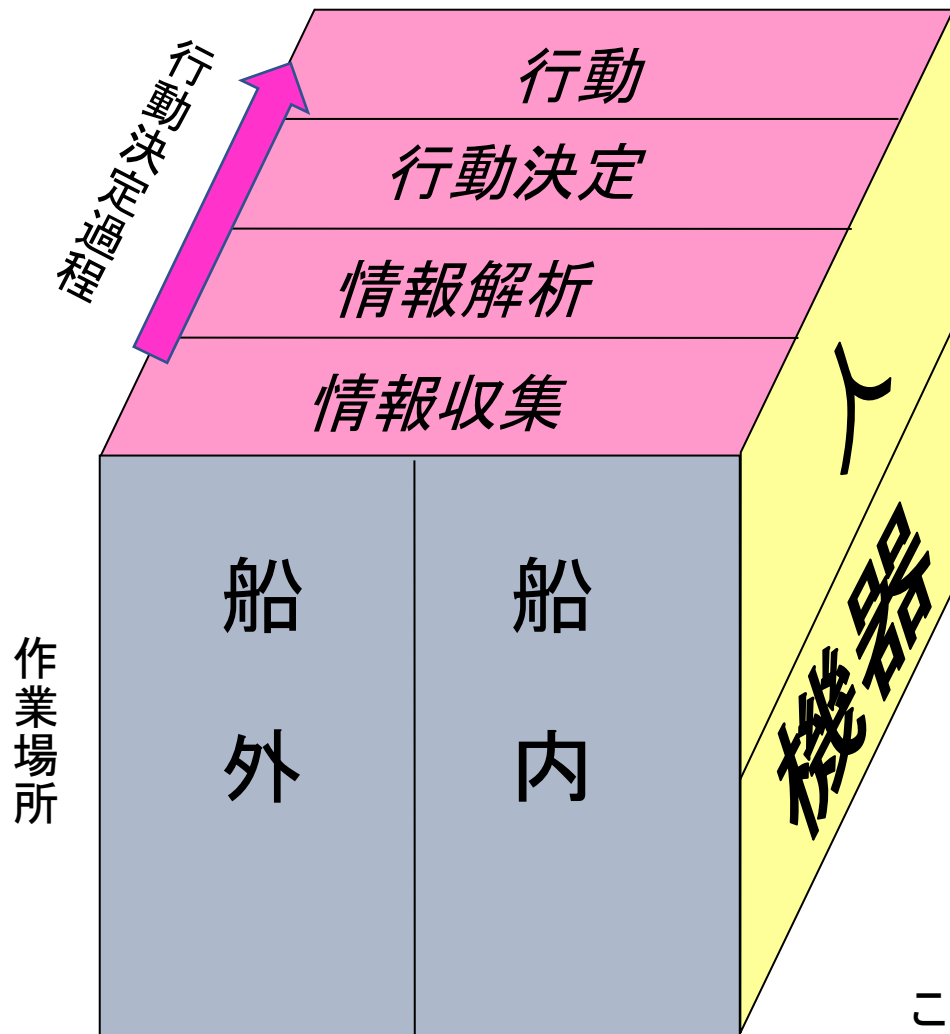 行動決定過程
行動
行動決定
情報解析
情報収集
人
機器
船外
船内
作業場所
こ